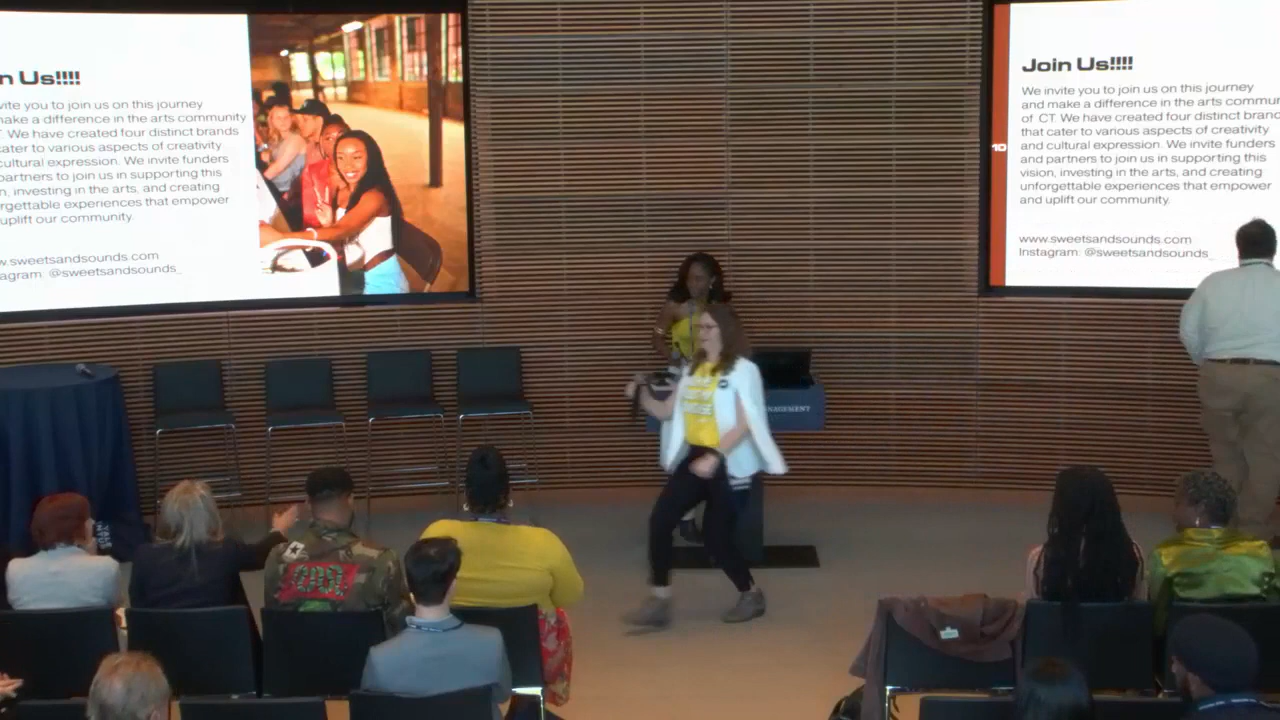 n Us!!!!
vite you to join us on this journey
make a difference in the arts community
. We have created four distinct brands
cater to various aspects of creativity
cultural expression. We invite funders
partners to join us in supporting this
n, investing in the arts, and creating
rgettable experiences that empower
uplift our community.
w.sweetsandsounds.com
tagram: @sweetsandsounds_
Join Us!!!!
We invite you to join us on this journey
and make a difference in the arts commun
of CT. We have created four distinct brand
that cater to various aspects of creativity
and cultural expression. We invite funders
and partners to join us in supporting this
vision, investing in the arts, and creating
unforgettable experiences that empower
and uplift our community.
10
www.sweetsandsounds.com
Instagram: @sweetsandsounds_
ANAGEMENT